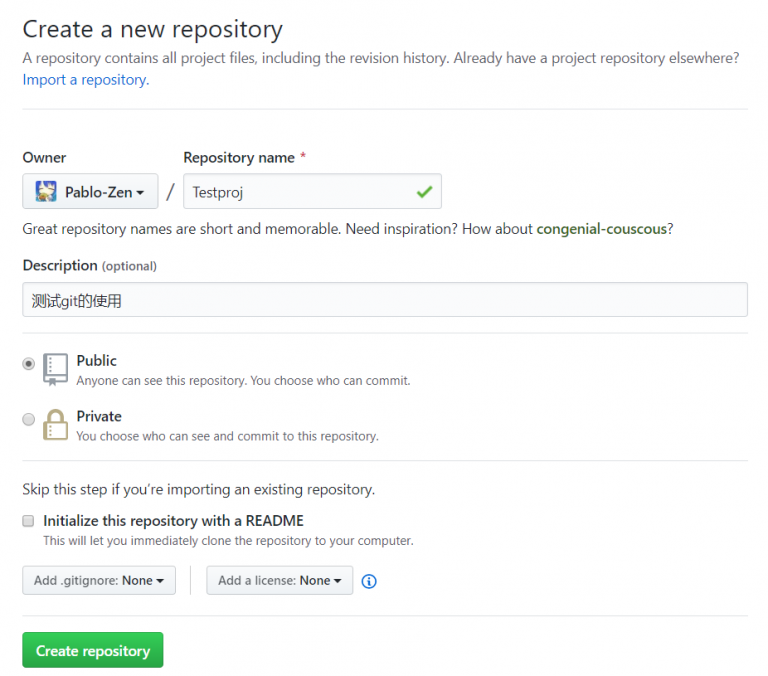 Create a new repository
A repository contains all project files, including the revision history. Already have a project repository elsewhere?
Import a repository.
Owner
Repository name *
Pablo-Zen
/
Testproj
Great repository names are short and memorable. Need inspiration? How about congenial-couscous?
Description (optional)
测试git的使用
Public
Anyone can see this repository. You choose who can commit.
Private
You choose who can see and commit to this repository.
Skip this step if you're importing an existing repository.
Initialize this repository with a README
This will let you immediately clone the repository to your computer.
Add .gitignore: None
Add a license: None
Create repository